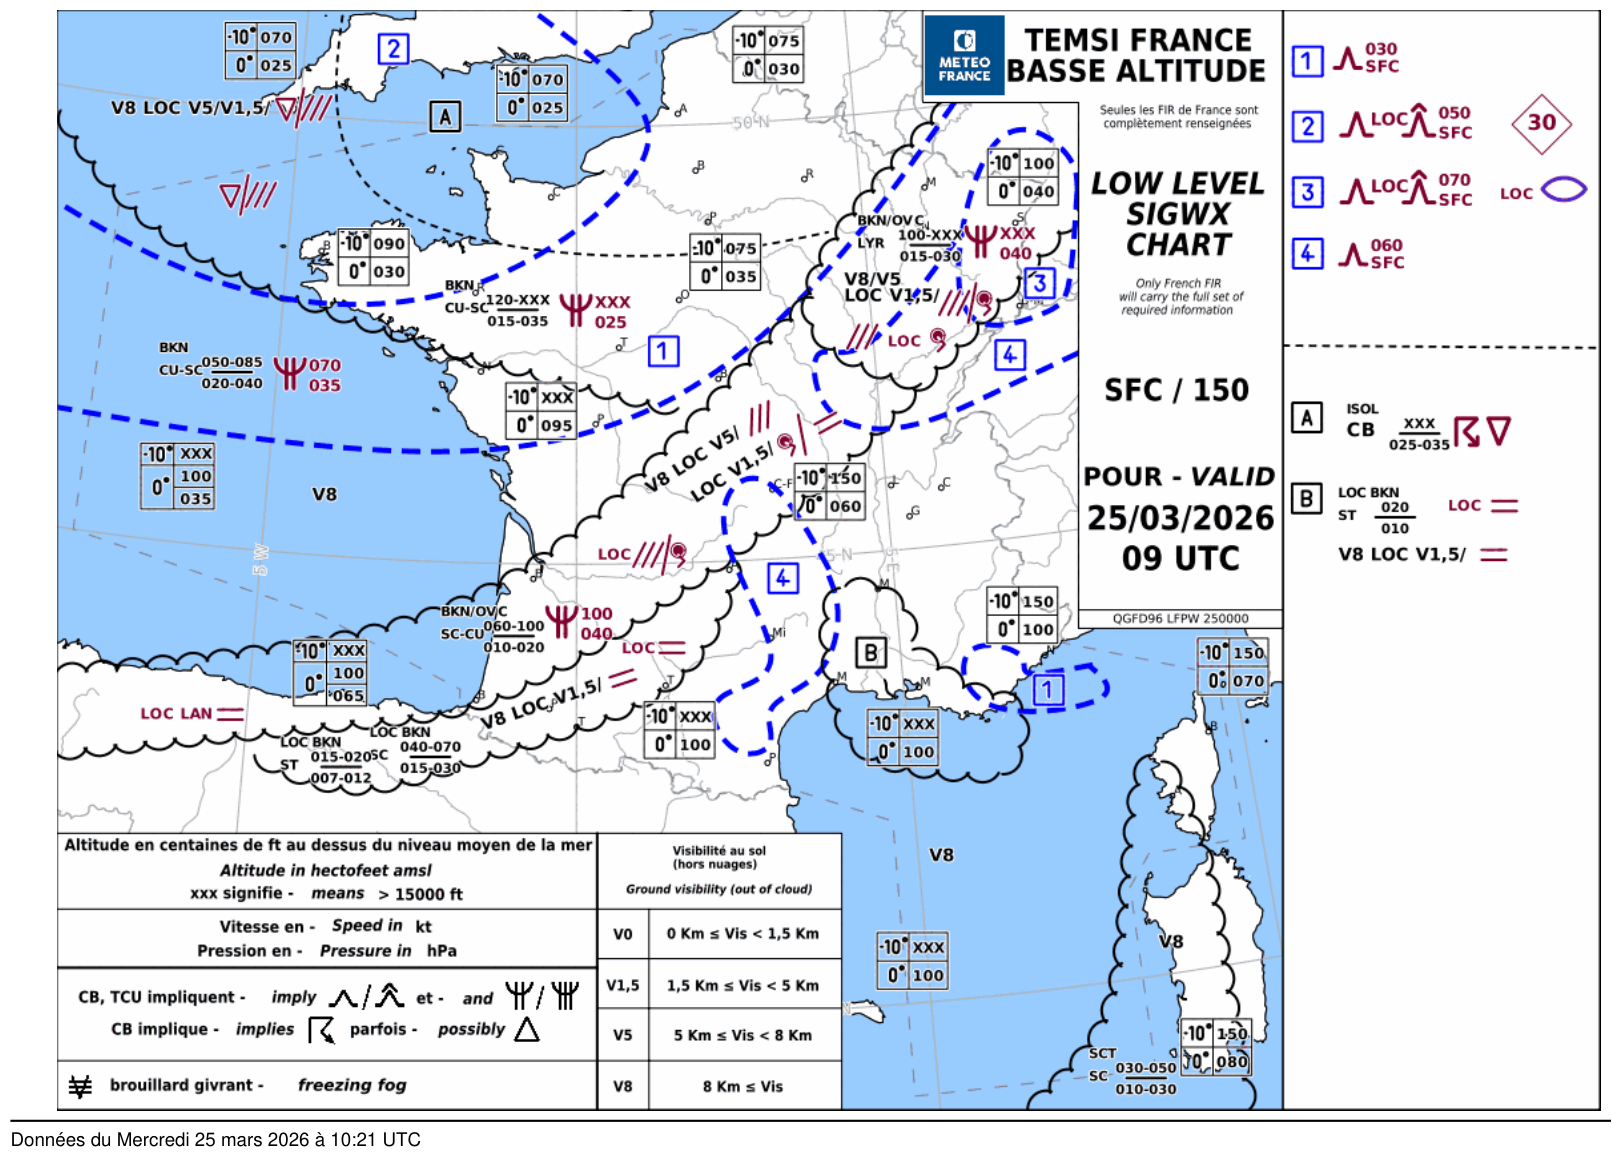 -10° 070
0° 025
2
V8 LOC V5/V1,5/
A
-10° 070
0° 025
-10° 075
0° 030
50°N
METEO
FRANCE
TEMSI FRANCE
BASSE ALTITUDE
Seules les FIR de France sont
complètement renseignées
LOW LEVEL
SIGWX
CHART
Only French FIR
will carry the full set of
required information
SFC / 150
POUR - VALID
25/03/2026
09 UTC
QGFD96 LFPW 250000
1
030
SFC
2
LOC
050
SFC
30
3
LOC
070
SFC
LOC
4
060
SFC
A
ISOL
CB
XXX
025-035
B
LOC BKN
ST
020
010
LOC
V8 LOC V1,5/
-10° 100
0° 040
-10° 090
0° 030
-10° 075
0° 035
BKN/OVC
LYR
100-XXX
015-030
XXX
040
V8/V5
LOC V1,5/
LOC
3
4
BKN
CU-SC
120-XXX
015-035
XXX
025
1
BKN
CU-SC
050-085
020-040
070
035
-10° XXX
0° 095
-10° XXX
0° 100
035
V8
V8 LOC V5/
LOC V1,5/
-10° 150
0° 060
LOC
4
5°W
BKN/OVC
SC-CU
060-100
010-020
100
040
LOC
V8 LOC V1,5/
-10° XXX
0° 100
065
LOC LAN
LOC BKN
ST
015-020
007-012
LOC BKN
SC
040-070
015-030
-10° XXX
0° 100
B
-10° XXX
0° 100
-10° 150
0° 100
1
-10° 150
0° 070
V8
-10° XXX
0° 100
V8
SCT
SC
030-050
010-030
-10° 150
0° 080
Altitude en centaines de ft au dessus du niveau moyen de la mer
Altitude in hectofeet amsl
xxx signifie - means > 15000 ft
Vitesse en - Speed in kt
Pression en - Pressure in hPa
CB, TCU impliquent - imply / et - and /
CB implique - implies parfois - possibly
brouillard givrant - freezing fog
Visibilité au sol
(hors nuages)
Ground visibility (out of cloud)
V0 0 Km ≤ Vis < 1,5 Km
V1,5 1,5 Km ≤ Vis < 5 Km
V5 5 Km ≤ Vis < 8 Km
V8 8 Km ≤ Vis
Données du Mercredi 25 mars 2026 à 10:21 UTC